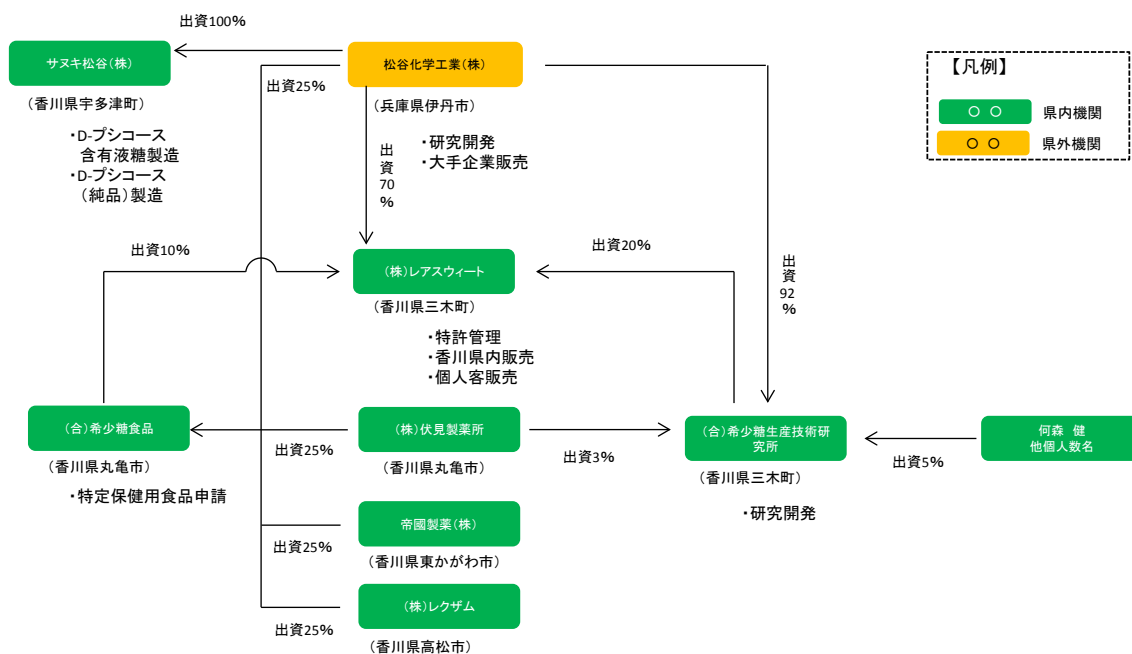 出資100%
サヌキ松谷(株)
(香川県宇多津町)
・D-プシコース
含有液糖製造
・D-プシコース
(純品)製造
出資25%
松谷化学工業(株)
(兵庫県伊丹市)
・研究開発
・大手企業販売
出資70%
【凡例】
○ ○
県内機関
○ ○
県外機関
出資10%
(株)レアスウィート
(香川県三木町)
・特許管理
・香川県内販売
・個人客販売
出資20%
出資92%
(合)希少糖食品
(香川県丸亀市)
・特定保健用食品申請
出資25%
(株)伏見製薬所
(香川県丸亀市)
出資3%
(合)希少糖生産技術研
究所
(香川県三木町)
・研究開発
出資5%
何森 健
他個人数名
帝國製薬(株)
(香川県東かがわ市)
出資25%
(株)レクザム
(香川県高松市)
出資25%